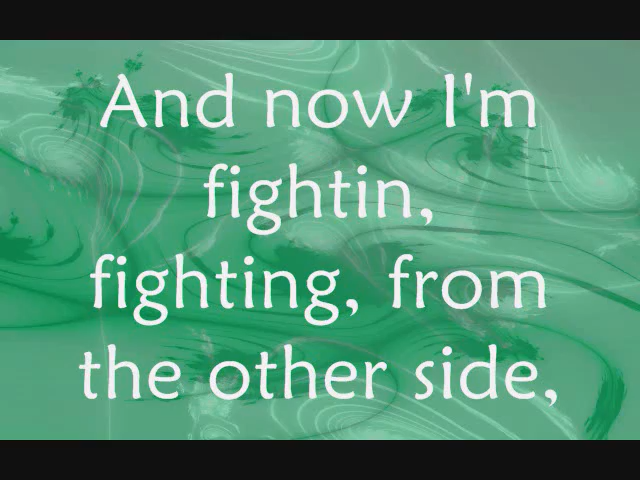 And now I'm
fightin,
fighting, from
the other side,